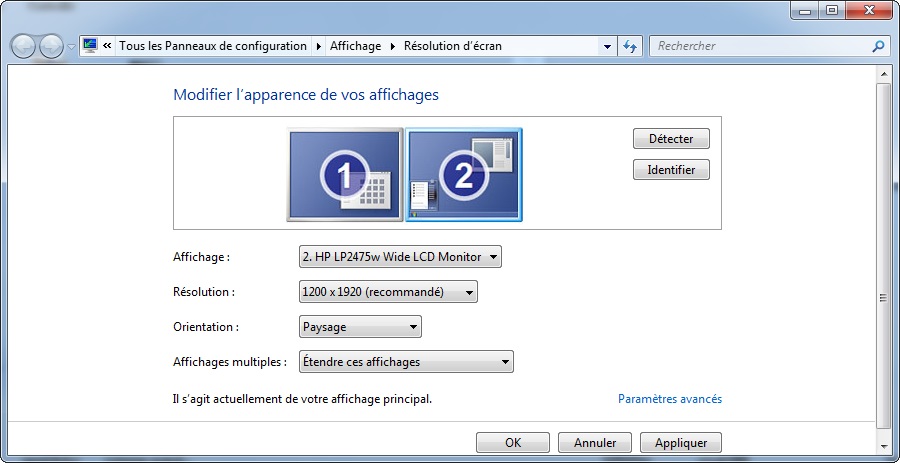 « Tous les Panneaux de configuration Affichage Résolution d'écran Rechercher
Modifier l'apparence de vos affichages
1 2
Détecter
Identifier
Affichage : 2. HP LP2475w Wide LCD Monitor
Résolution : 1200 x 1920 (recommandé)
Orientation : Paysage
Affichages multiples : Étendre ces affichages
Il s'agit actuellement de votre affichage principal. Paramètres avancés
OK Annuler Appliquer